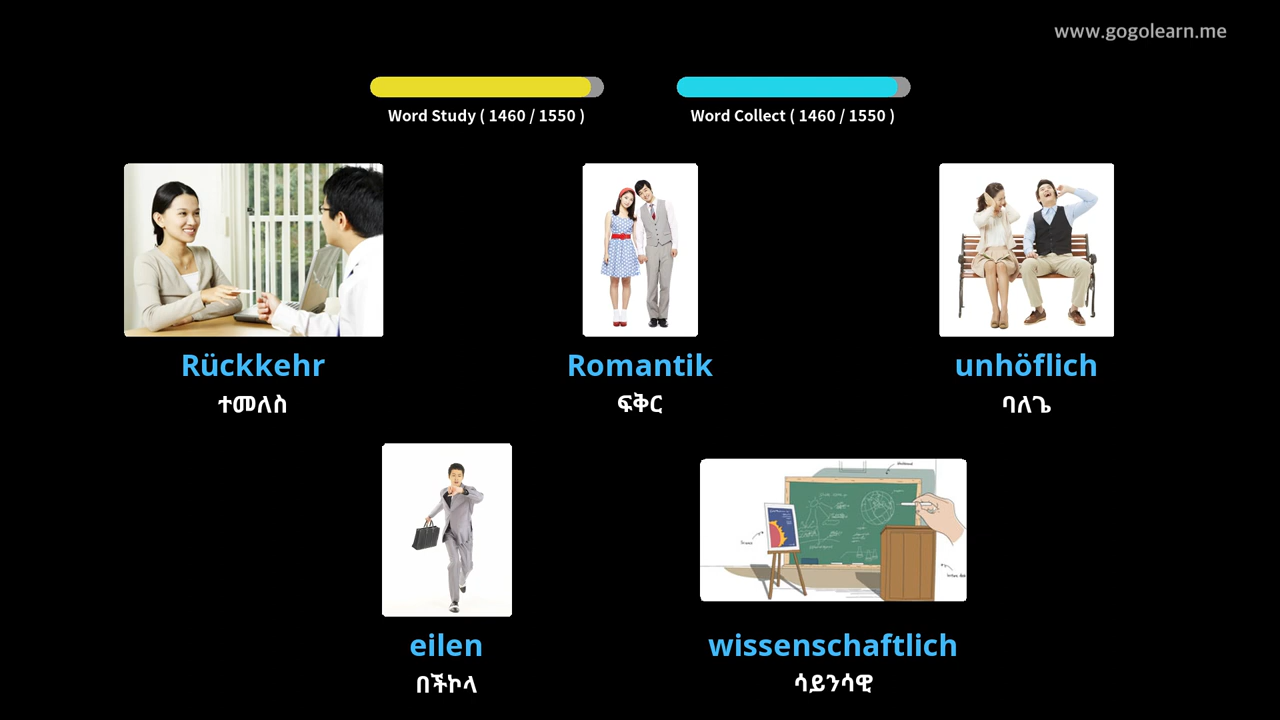 www.gogolearn.me
Word Study ( 1460 / 1550 )
Word Collect ( 1460 / 1550 )
Rückkehr
ተመለስ
Romantik
ፍቅር
unhöflich
ባለጌ
eilen
በችኮላ
wissenschaftlich
ሳይንሳዊ